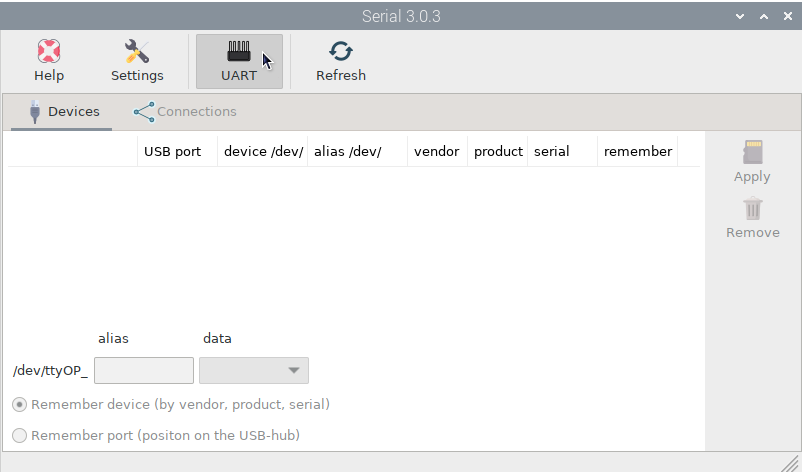 Serial 3.0.3
Help Settings UART Refresh
Devices Connections
USB port device /dev/ alias /dev/ vendor product serial remember
Apply
Remove
alias data
/dev/ttyOP_
Remember device (by vendor, product, serial)
Remember port (positon on the USB-hub)